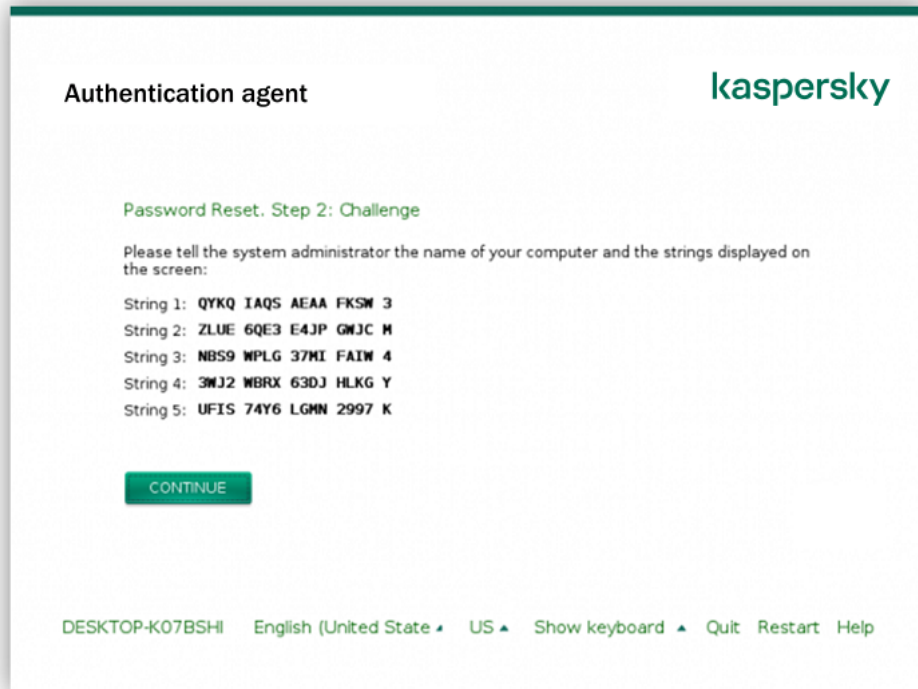 Authentication agent
kaspersky
Password Reset. Step 2: Challenge
Please tell the system administrator the name of your computer and the strings displayed on
the screen:
String 1: QYKQ IAQS AEAA FKSW 3
String 2: ZLUE 6QE3 E4JP GWJC M
String 3: NBS9 WPLG 37MI FAIW 4
String 4: 3WJ2 WBRX 63DJ HLKG Y
String 5: UFIS 74Y6 LGMN 2997 K
CONTINUE
DESKTOP-K07BSHI English (United State US Show keyboard Quit Restart Help